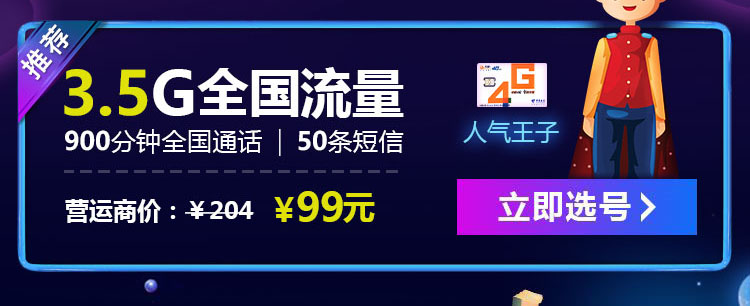 推荐
3.5G全国流量
900分钟全国通话 | 50条短信
营运商价：￥204 ￥99元
4G
人气王子
立即选号 >